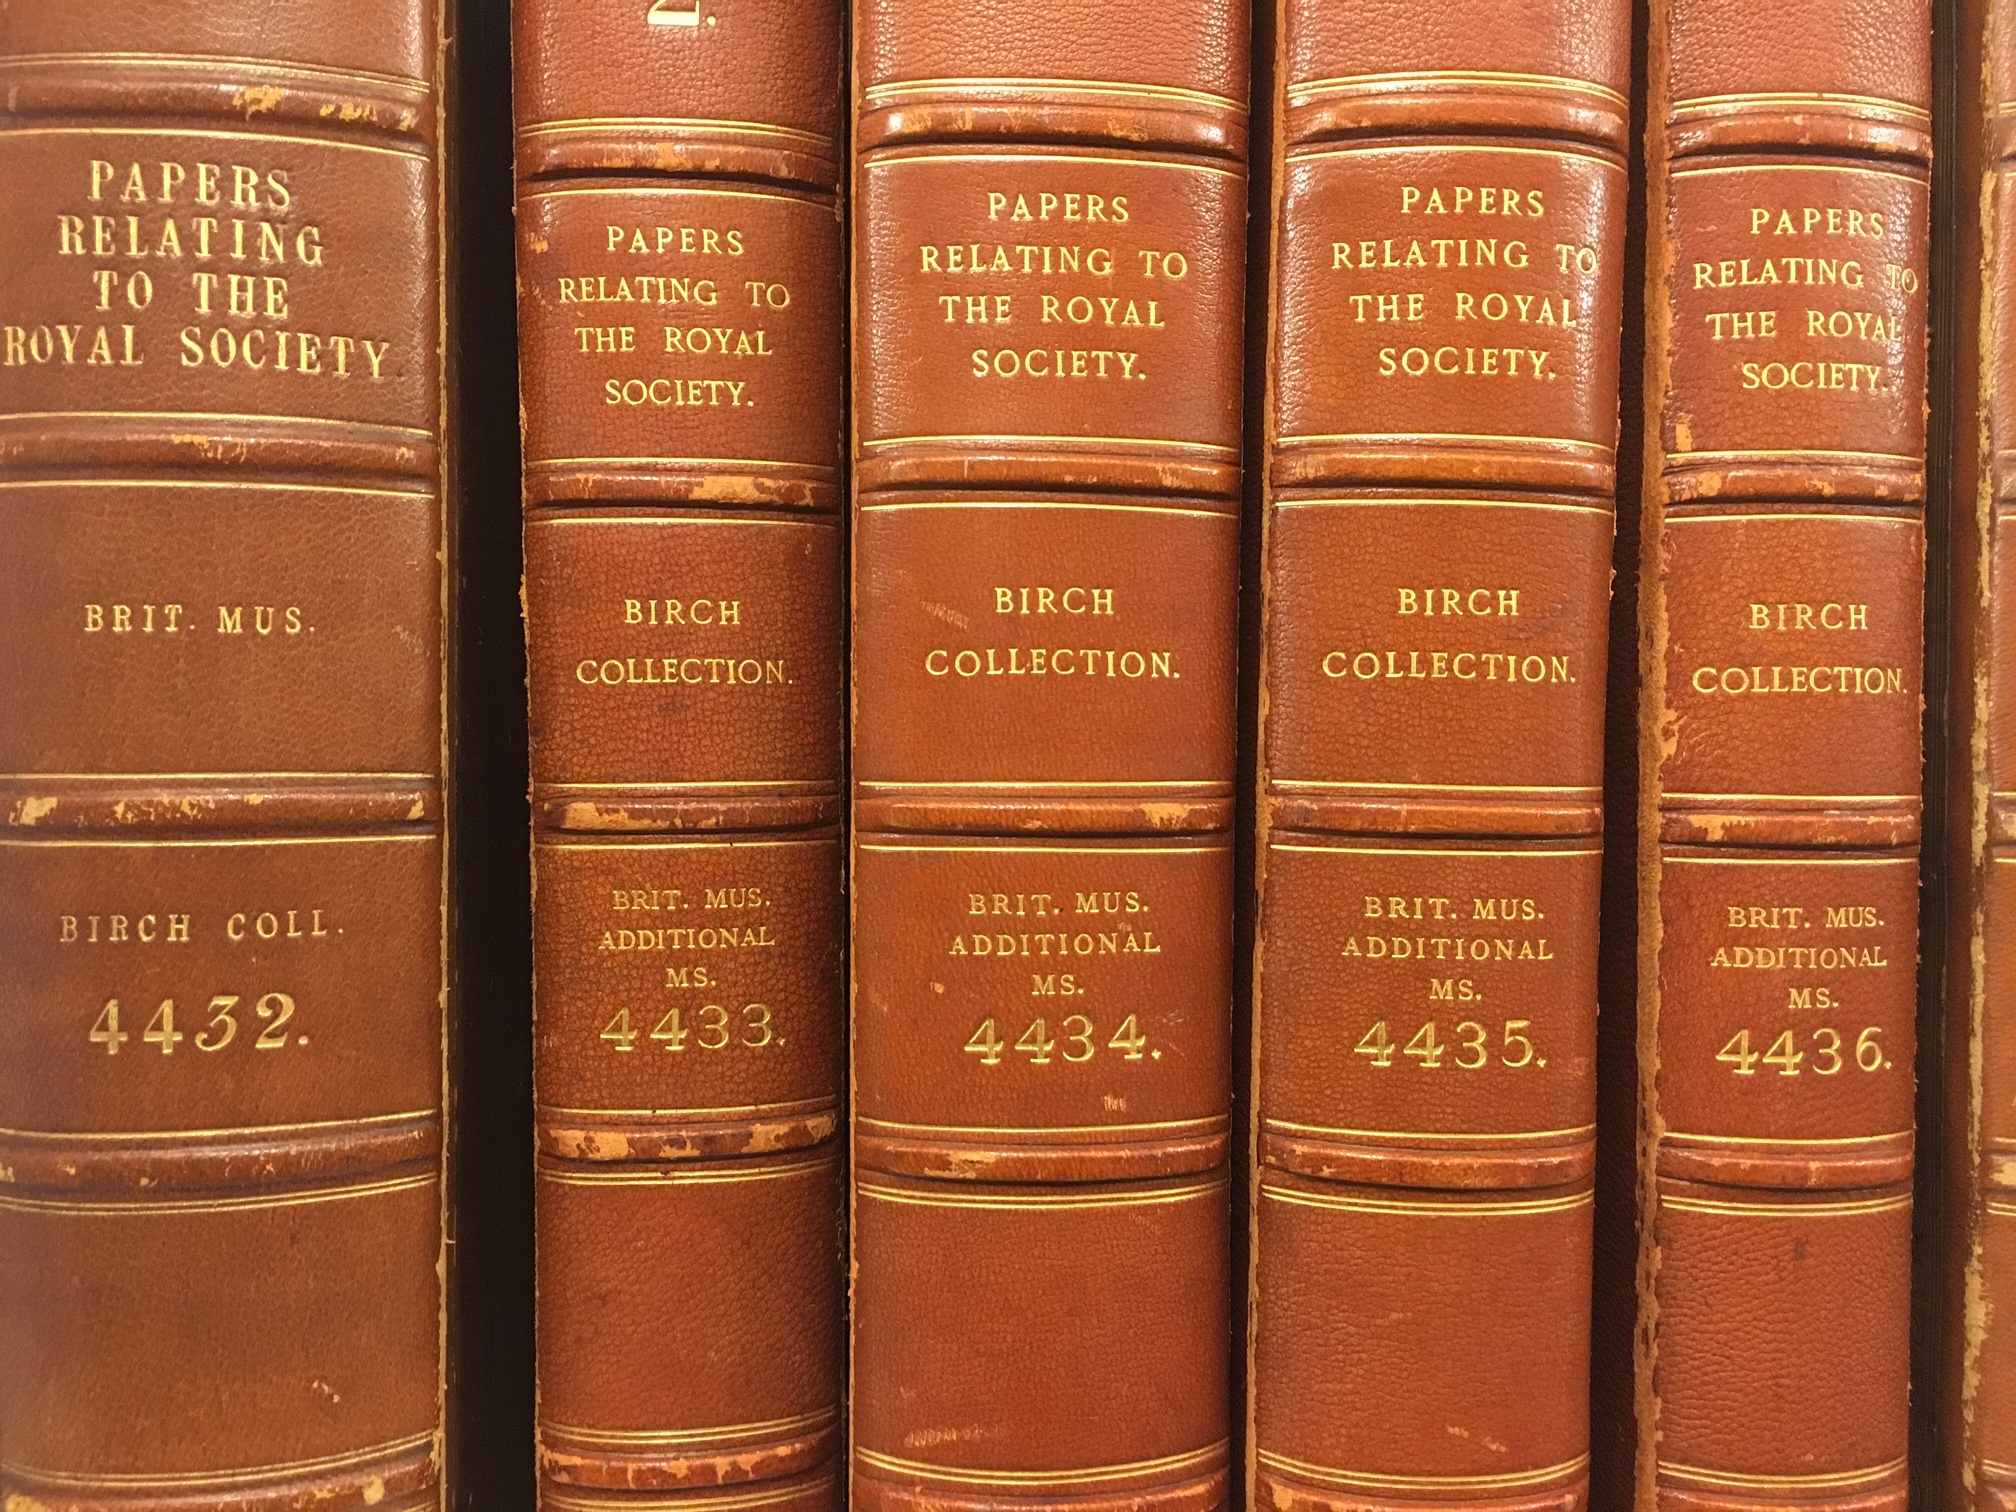 PAPERS
RELATING
TO THE
ROYAL SOCIETY.
BRIT. MUS.
BIRCH COLL.
4432.
2.
PAPERS
RELATING TO
THE ROYAL
SOCIETY.
BIRCH
COLLECTION.
BRIT. MUS.
ADDITIONAL
MS.
4433.
PAPERS
RELATING TO
THE ROYAL
SOCIETY.
BIRCH
COLLECTION.
BRIT. MUS.
ADDITIONAL
MS.
4434.
PAPERS
RELATING TO
THE ROYAL
SOCIETY.
BIRCH
COLLECTION.
BRIT. MUS.
ADDITIONAL
MS.
4435.
PAPERS
RELATING TO
THE ROYAL
SOCIETY.
BIRCH
COLLECTION.
BRIT. MUS.
ADDITIONAL
MS.
4436.